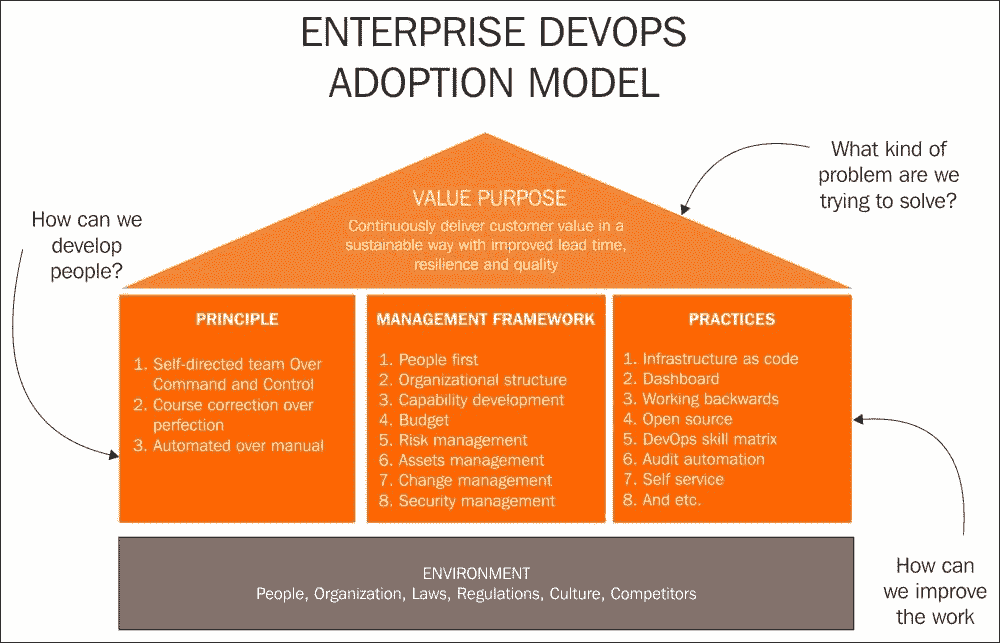 ENTERPRISE DEVOPS
ADOPTION MODEL
What kind of
problem are we
trying to solve?
VALUE PURPOSE
Continuously deliver customer value in a
sustainable way with improved lead time,
resilience and quality
How can we
develop
people?
PRINCIPLE
1. Self-directed team Over
Command and Control
2. Course correction over
perfection
3. Automated over manual
MANAGEMENT FRAMEWORK
1. People first
2. Organizational structure
3. Capability development
4. Budget
5. Risk management
6. Assets management
7. Change management
8. Security management
PRACTICES
1. Infrastructure as code
2. Dashboard
3. Working backwards
4. Open source
5. DevOps skill matrix
6. Audit automation
7. Self service
8. And etc.
ENVIRONMENT
People, Organization, Laws, Regulations, Culture, Competitors
How can
we improve
the work